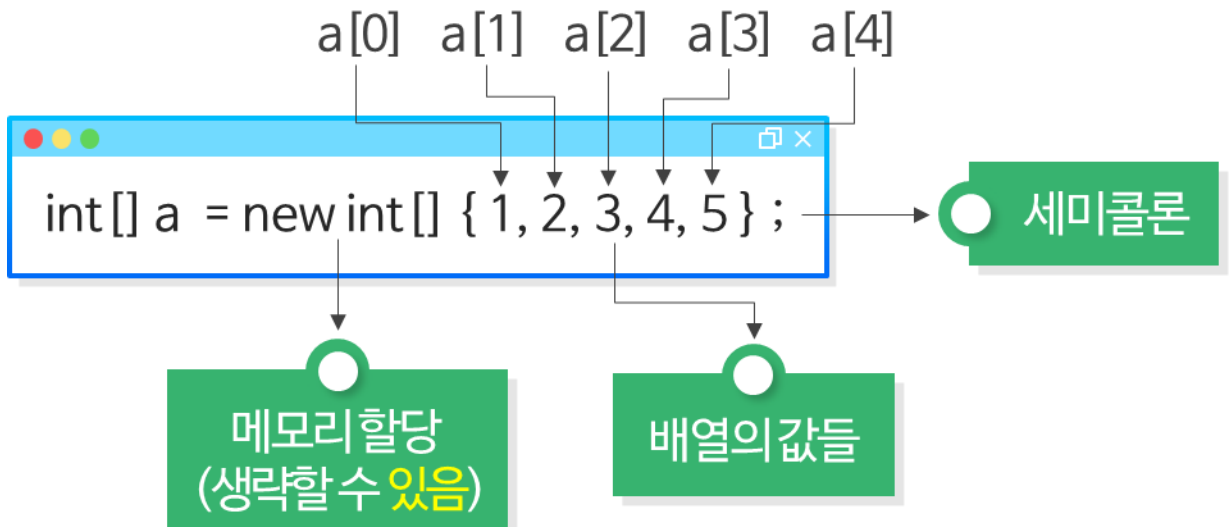 a[0] a[1] a[2] a[3] a[4]
int[] a = new int[] { 1, 2, 3, 4, 5 } ;
세미콜론
메모리 할당
(생략할 수 있음)
배열의 값들